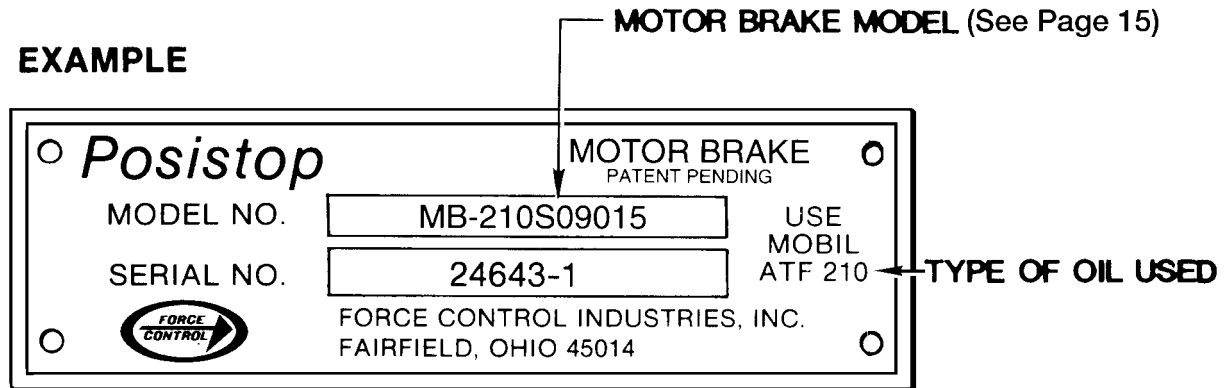 MOTOR BRAKE MODEL (See Page 15)
EXAMPLE
Posistop
MOTOR BRAKE
PATENT PENDING
MODEL NO.
MB-210S09015
SERIAL NO.
24643-1
USE
MOBIL
ATF 210
TYPE OF OIL USED
FORCE
CONTROL
FORCE CONTROL INDUSTRIES, INC.
FAIRFIELD, OHIO 45014